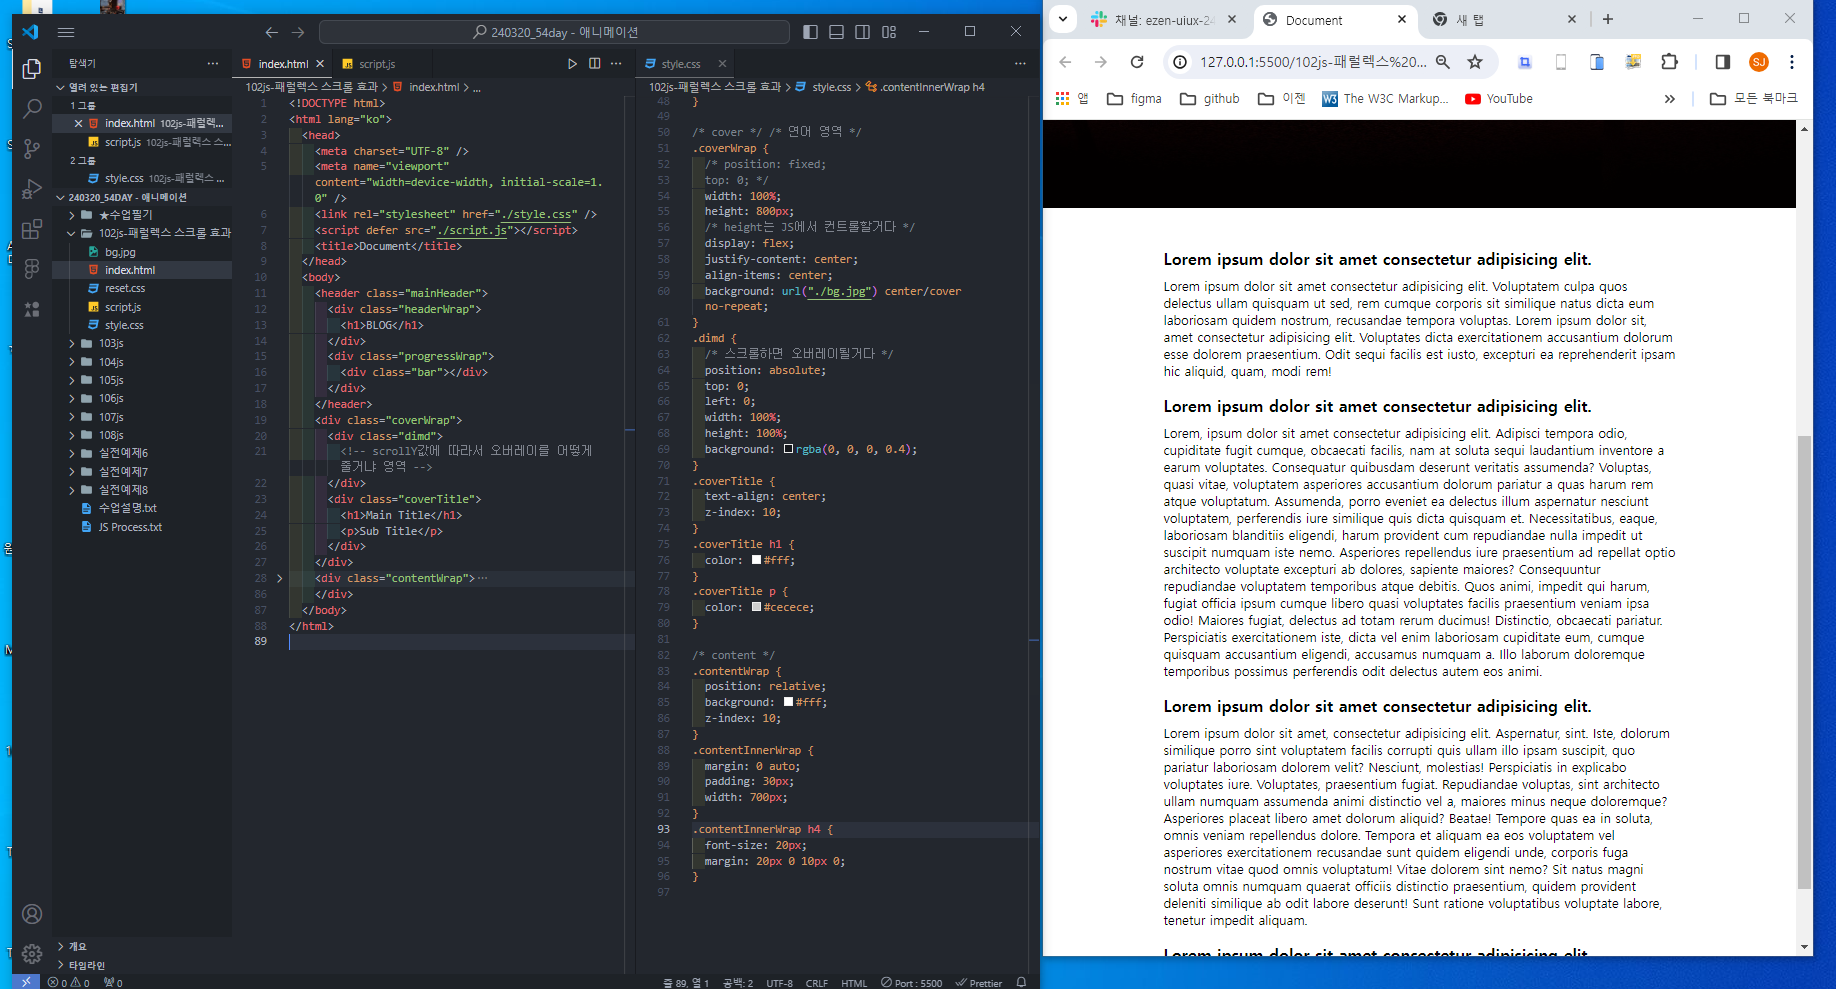 240320_54day - 애니메이션
탐색기
열려 있는 편집기
1 그룹
index.html 102js-패럴렉...
script.js 102js-패럴렉스 스...
2 그룹
style.css 102js-패럴렉스 ...
240320_54DAY - 애니메이션
★수업필기
102js-패럴렉스 스크롤 효과
bg.jpg
index.html
reset.css
script.js
style.css
103js
104js
105js
106js
107js
108js
실전예제6
실전예제7
실전예제8
수업설명.txt
JS Process.txt
개요
타임라인
index.html
script.js
102js-패럴렉스 스크롤 효과 > index.html > ...
1 <!DOCTYPE html>
2 <html lang="ko">
3 <head>
4 <meta charset="UTF-8" />
5 <meta name="viewport"
content="width=device-width, initial-scale=1.
0" />
6 <link rel="stylesheet" href="./style.css" />
7 <script defer src="./script.js"></script>
8 <title>Document</title>
9 </head>
10 <body>
11 <header class="mainHeader">
12 <div class="headerWrap">
13 <h1>BLOG</h1>
14 </div>
15 <div class="progressWrap">
16 <div class="bar"></div>
17 </div>
18 </header>
19 <div class="coverWrap">
20 <div class="dimd">
21 <!-- scrollY값에 따라서 오버레이를 어떻게
줄거냐 영역 -->
22 </div>
23 <div class="coverTitle">
24 <h1>Main Title</h1>
25 <p>Sub Title</p>
26 </div>
27 </div>
28 <div class="contentWrap">···
86 </div>
87 </body>
88 </html>
89
style.css
102js-패럴렉스 스크롤 효과 > style.css > .contentInnerWrap h4
48 }
49
50 /* cover */ /* 연어 영역 */
51 .coverWrap {
52 /* position: fixed;
53 top: 0; */
54 width: 100%;
55 height: 800px;
56 /* height는 JS에서 컨트롤할거다 */
57 display: flex;
58 justify-content: center;
59 align-items: center;
60 background: url("./bg.jpg") center/cover
no-repeat;
61 }
62 .dimd {
63 /* 스크롤하면 오버레이될거다 */
64 position: absolute;
65 top: 0;
66 left: 0;
67 width: 100%;
68 height: 100%;
69 background: rgba(0, 0, 0, 0.4);
70 }
71 .coverTitle {
72 text-align: center;
73 z-index: 10;
74 }
75 .coverTitle h1 {
76 color: #fff;
77 }
78 .coverTitle p {
79 color: #cecece;
80 }
81
82 /* content */
83 .contentWrap {
84 position: relative;
85 background: #fff;
86 z-index: 10;
87 }
88 .contentInnerWrap {
89 margin: 0 auto;
90 padding: 30px;
91 width: 700px;
92 }
93 .contentInnerWrap h4 {
94 font-size: 20px;
95 margin: 20px 0 10px 0;
96 }
97
0 0 0
줄 89, 열 1 공백: 2 UTF-8 CRLF HTML Port : 5500 Prettier
채널: ezen-uiux-24
Document
새 탭
127.0.0.1:5500/102js-패럴렉스%20...
SJ
앱 figma github 이젠 The W3C Markup... YouTube 모든 북마크
Lorem ipsum dolor sit amet consectetur adipisicing elit.
Lorem ipsum dolor sit amet consectetur adipisicing elit. Voluptatem culpa quos
delectus ullam quisquam ut sed, rem cumque corporis sit similique natus dicta eum
laboriosam quidem nostrum, recusandae tempora voluptas. Lorem ipsum dolor sit,
amet consectetur adipisicing elit. Voluptates dicta exercitationem accusantium dolorum
esse dolorem praesentium. Odit sequi facilis est iusto, excepturi ea reprehenderit ipsam
hic aliquid, quam, modi rem!
Lorem ipsum dolor sit amet consectetur adipisicing elit.
Lorem, ipsum dolor sit amet consectetur adipisicing elit. Adipisci tempora odio,
cupiditate fugit cumque, obcaecati facilis, nam at soluta sequi laudantium inventore a
earum voluptates. Consequatur quibusdam deserunt veritatis assumenda? Voluptas,
quasi vitae, voluptatem asperiores accusantium dolorum pariatur a quas harum rem
atque voluptatum. Assumenda, porro eveniet ea delectus illum aspernatur nesciunt
voluptatem, perferendis iure similique quis dicta quisquam et. Necessitatibus, eaque,
laboriosam blanditiis eligendi, harum provident cum repudiandae nulla impedit ut
suscipit numquam iste nemo. Asperiores repellendus iure praesentium ad repellat optio
architecto voluptate excepturi ab dolores, sapiente maiores? Consequuntur
repudiandae voluptatem temporibus atque debitis. Quos animi, impedit qui harum,
fugiat officia ipsum cumque libero quasi voluptates facilis praesentium veniam ipsa
odio! Maiores fugiat, delectus ad totam rerum ducimus! Distinctio, obcaecati pariatur.
Perspiciatis exercitationem iste, dicta vel enim laboriosam cupiditate eum, cumque
quisquam accusantium eligendi, accusamus numquam a. Illo laborum doloremque
temporibus possimus perferendis odit delectus autem eos animi.
Lorem ipsum dolor sit amet consectetur adipisicing elit.
Lorem ipsum dolor sit amet, consectetur adipisicing elit. Aspernatur, sint. Iste, dolorum
similique porro sint voluptatem facilis corrupti quis ullam illo ipsam suscipit, quo
pariatur laboriosam dolorem velit? Nesciunt, molestias! Perspiciatis in explicabo
voluptates iure. Voluptates, praesentium fugiat. Repudiandae voluptas, sint architecto
ullam numquam assumenda animi distinctio vel a, maiores minus neque doloremque?
Asperiores placeat libero amet dolorum aliquid? Beatae! Tempore quas ea in soluta,
omnis veniam repellendus dolore. Tempora et aliquam ea eos voluptatem vel
asperiores exercitationem recusandae sunt quidem eligendi unde, corporis fuga
nostrum vitae quod omnis voluptatum! Vitae dolorem sint nemo? Sit natus magni
soluta omnis numquam quaerat officiis distinctio praesentium, quidem provident
deleniti similique ab odit labore deserunt! Sunt ratione voluptatibus voluptate labore,
tenetur impedit aliquam.
Lorem ipsum dolor sit amet consectetur adipisicing elit.